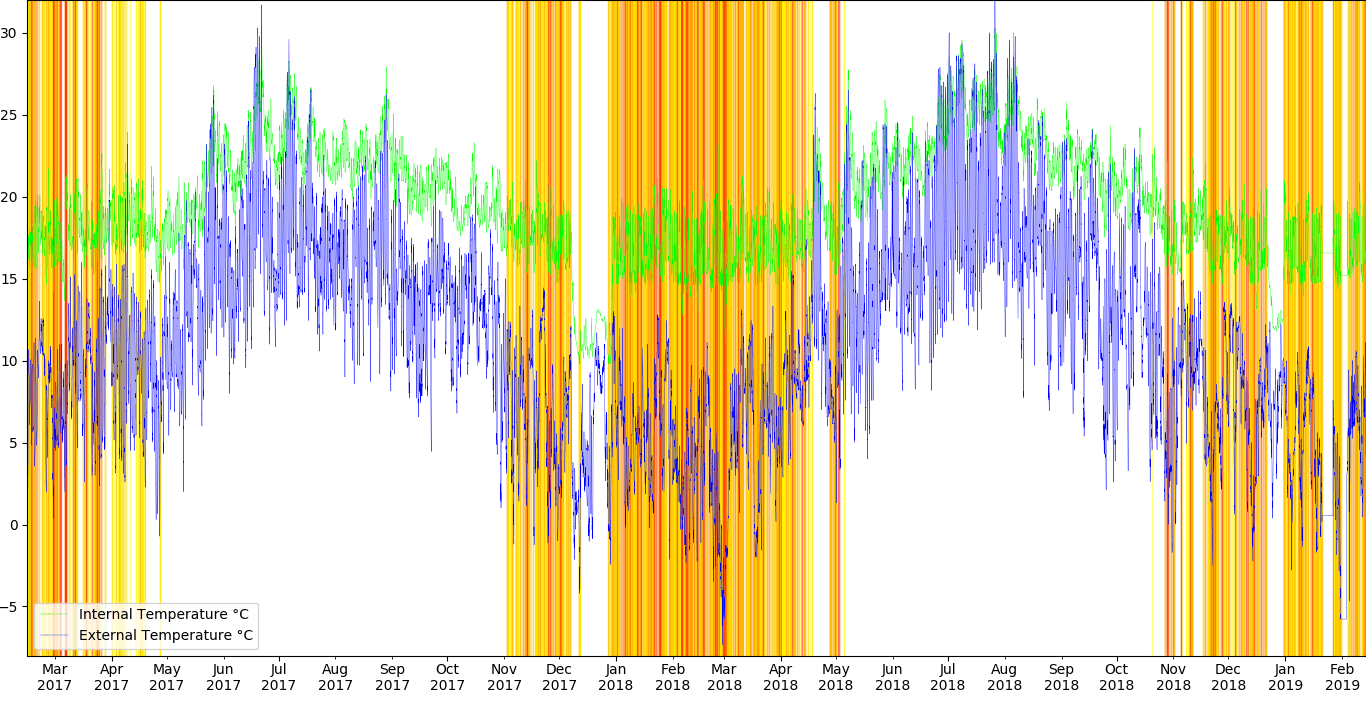 30
25
20
15
10
5
0
−5
Internal Temperature °C
External Temperature °C
Mar Apr May Jun Jul Aug Sep Oct Nov Dec Jan Feb Mar Apr May Jun Jul Aug Sep Oct Nov Dec Jan Feb
2017 2017 2017 2017 2017 2017 2017 2017 2017 2017 2018 2018 2018 2018 2018 2018 2018 2018 2018 2018 2018 2018 2019 2019